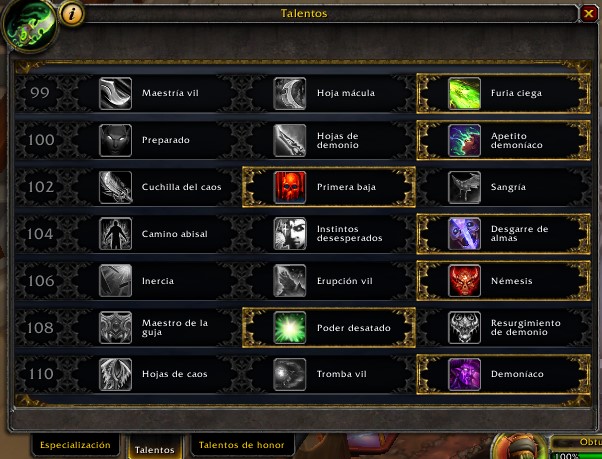 Talentos
99 Maestría vil Hoja mácula Furia ciega
100 Preparado Hojas de demonio Apetito demoníaco
102 Cuchilla del caos Primera baja Sangría
104 Camino abisal Instintos desesperados Desgarre de almas
106 Inercia Erupción vil Némesis
108 Maestro de la guja Poder desatado Resurgimiento de demonio
110 Hojas de caos Tromba vil Demoníaco
Especialización Talentos Talentos de honor
Obtu
100%